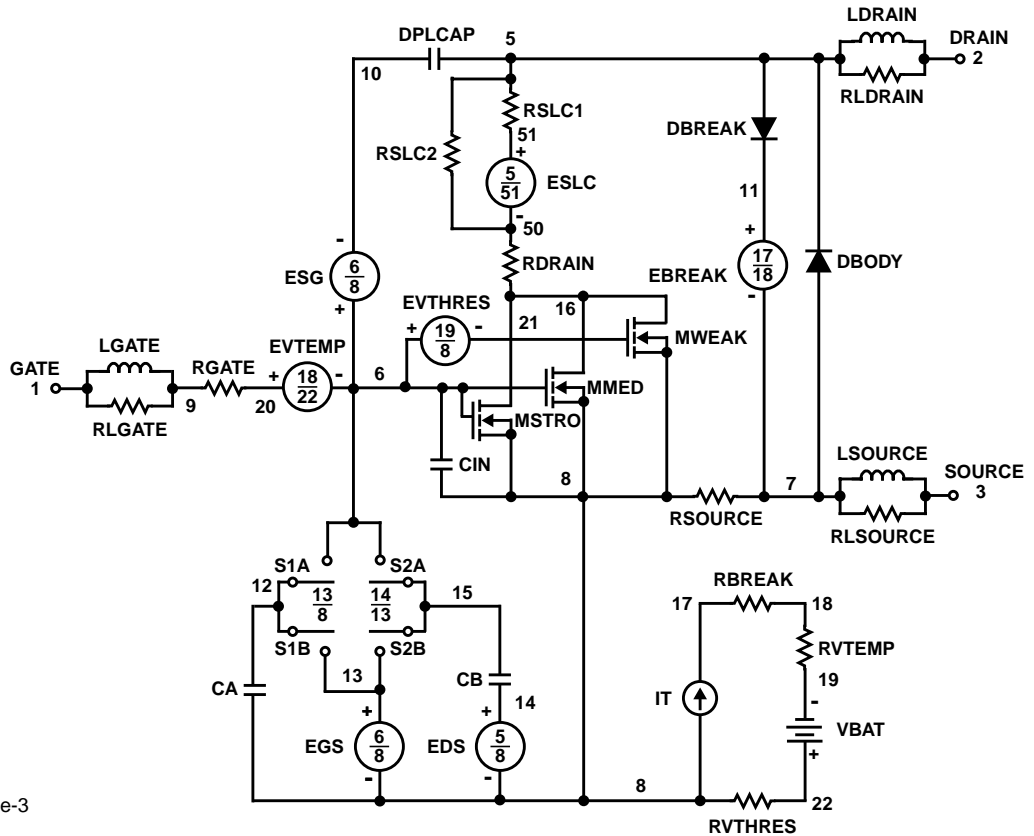 LDRAIN
DPLCAP 5 DRAIN
2
10
RLDRAIN
RSLC1
DBREAK
51
+
RSLC2
5
51
ESLC
11
-
50
+
-
17
18
DBODY
RDRAIN
EBREAK
6
8
ESG
-
EVTHRES
16
+
21
+
19
8
-
MWEAK
LGATE
EVTEMP
GATE
1
RGATE
+
18
22
-
6
MMED
9
20
MSTRO
RLGATE
LSOURCE
CIN
8
7
SOURCE
3
RSOURCE
RLSOURCE
S1A
S2A
12
13
8
14
13
15
RBREAK
17
18
S1B
S2B
RVTEMP
13
CB
19
CA
14
IT
-
+
+
VBAT
EGS
6
8
EDS
5
8
+
-
-
8
22
RVTHRES
e-3